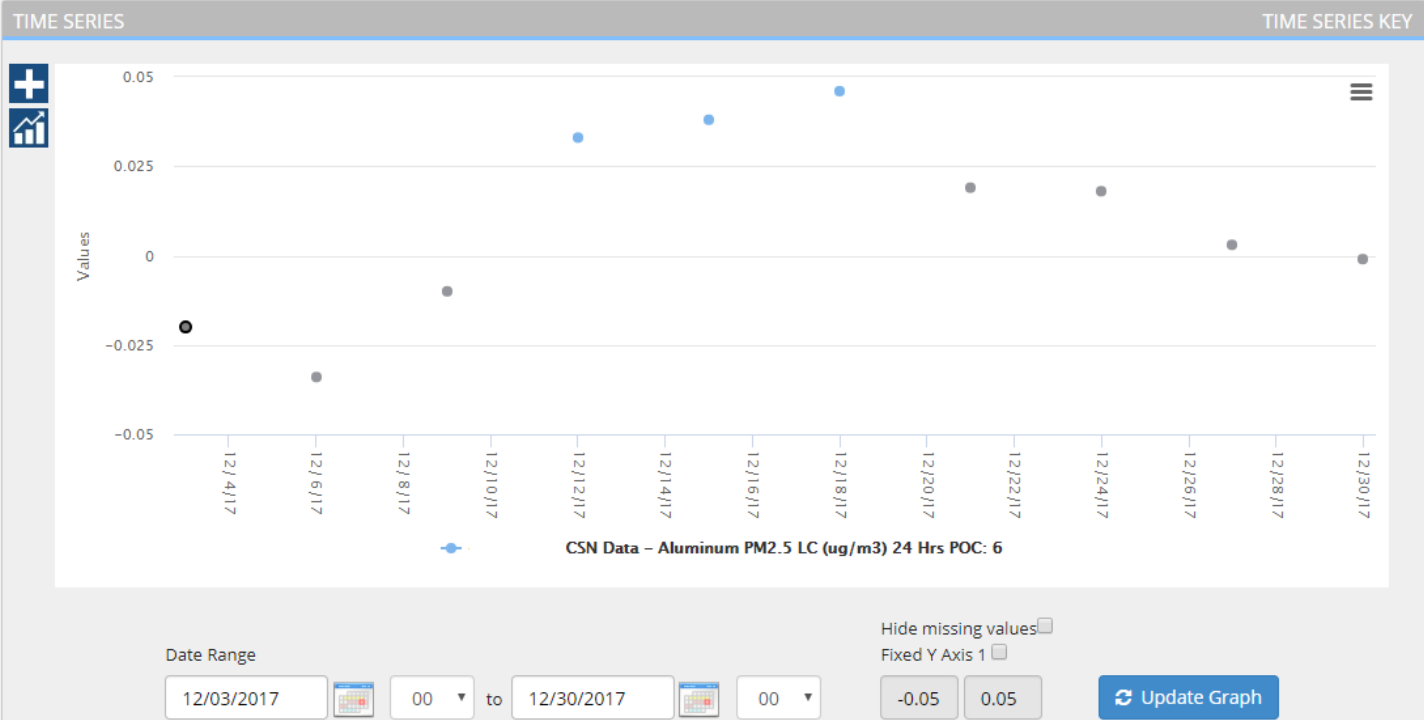 TIME SERIES
TIME SERIES KEY
0.05
0.025
0
−0.025
−0.05
Values
12/4/17
12/6/17
12/8/17
12/10/17
12/12/17
12/14/17
12/16/17
12/18/17
12/20/17
12/22/17
12/24/17
12/26/17
12/28/17
12/30/17
CSN Data – Aluminum PM2.5 LC (ug/m3) 24 Hrs POC: 6
Hide missing values
Date Range
Fixed Y Axis 1
12/03/2017 00 to 12/30/2017 00 -0.05 0.05 Update Graph